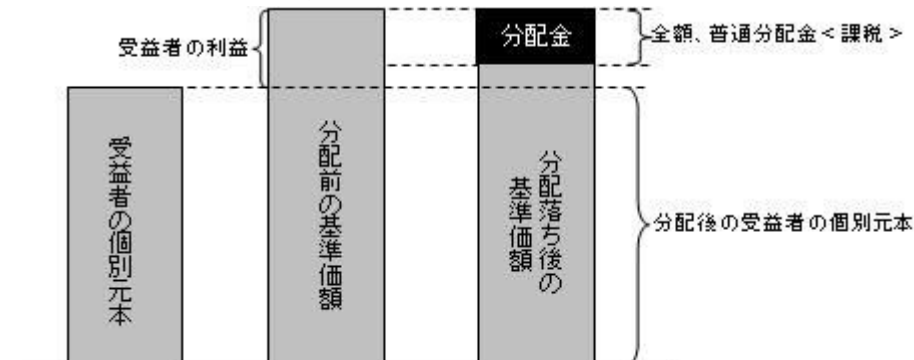 分配金
全額、普通分配金＜課税＞
受益者の利益
受益者の個別元本
分配前の基準価額
分配落ち後の
基準価額
分配後の受益者の個別元本